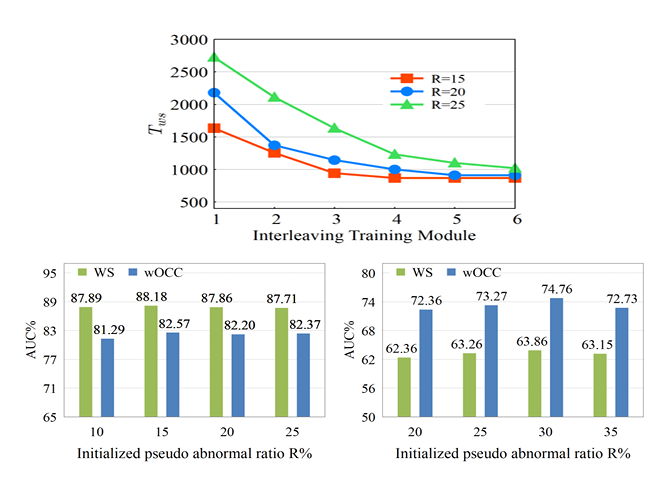 3000
2500
2000
1500
1000
500
T_ws
R=15
R=20
R=25
1 2 3 4 5 6
Interleaving Training Module
95
89
83
77
71
65
AUC%
WS wOCC
87.89 81.29 88.18 82.57 87.86 82.20 87.71 82.37
10 15 20 25
Initialized pseudo abnormal ratio R%
80
74
68
62
56
50
AUC%
WS wOCC
62.36 72.36 63.26 73.27 63.86 74.76 63.15 72.73
20 25 30 35
Initialized pseudo abnormal ratio R%